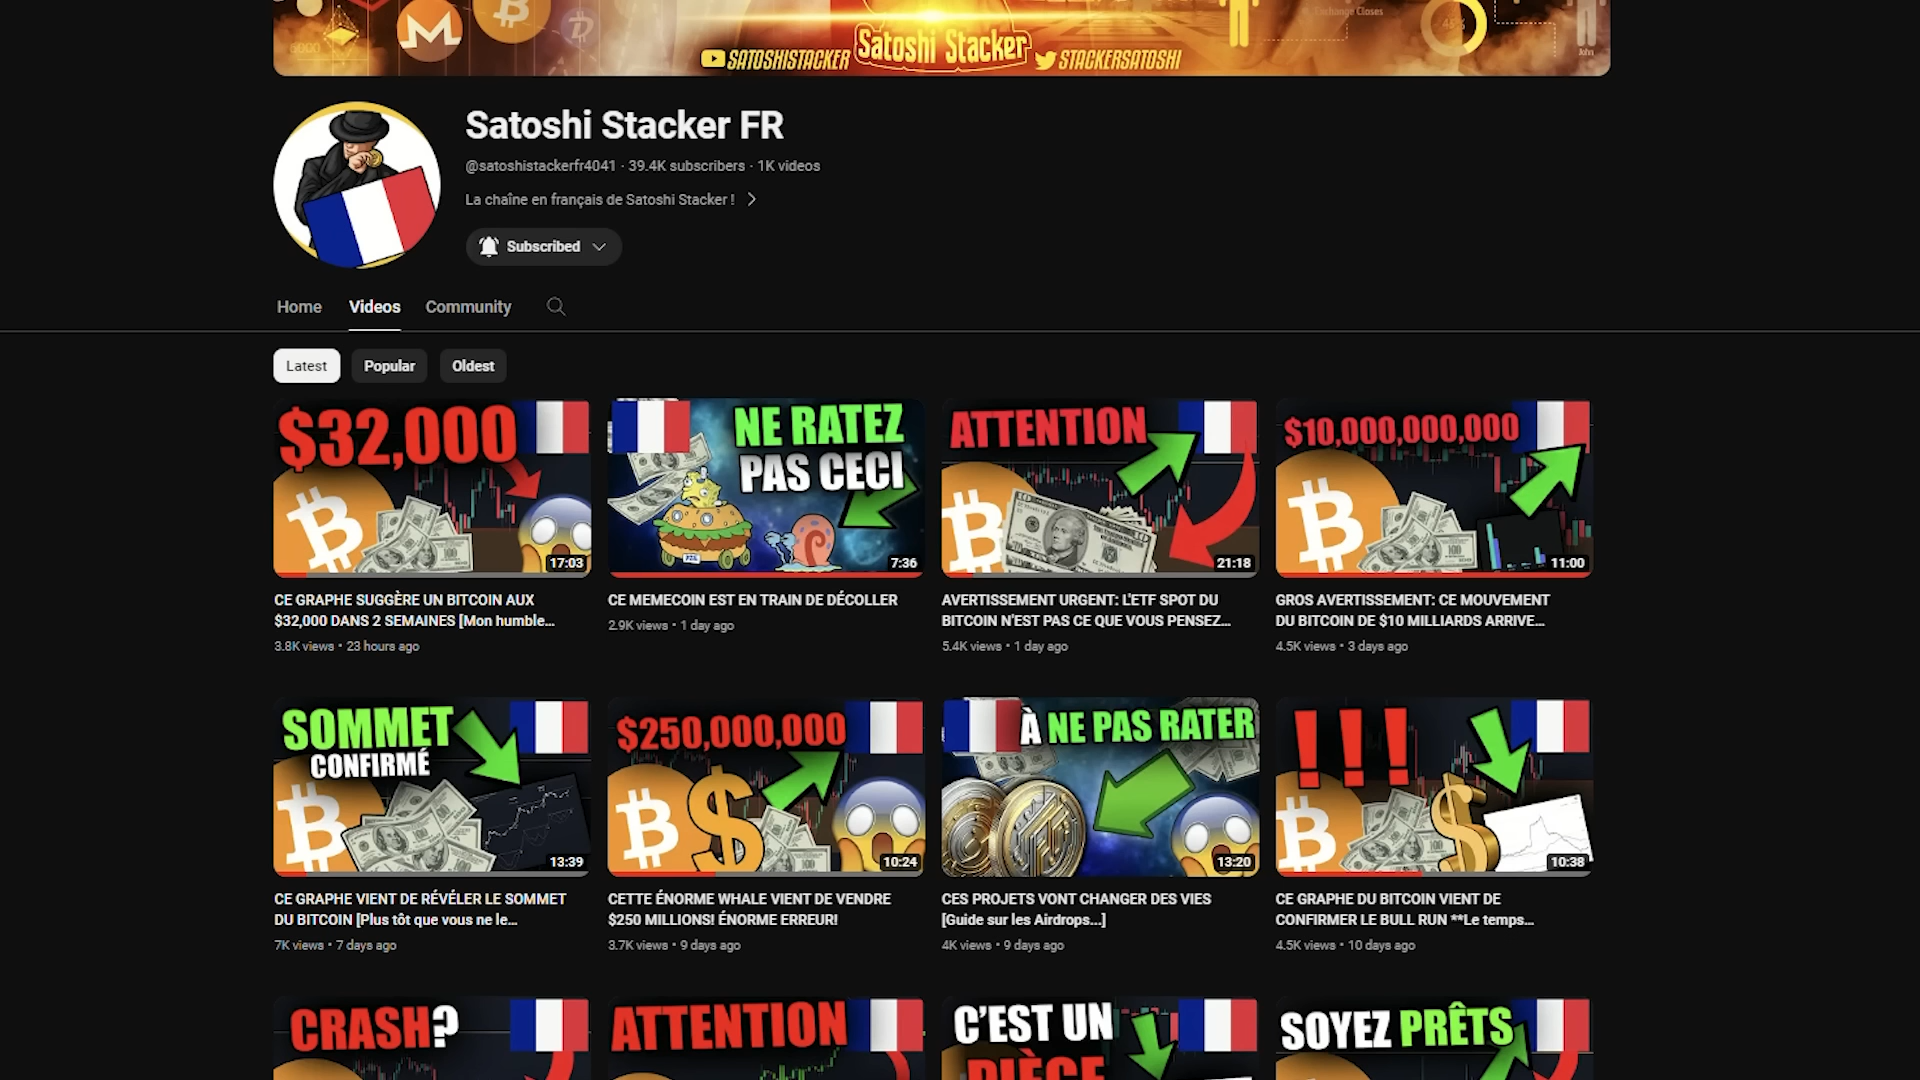 6000
Exchange Closes
45%
John
SATOSHISTACKER
Satoshi Stacker
STACKERSATOSHI
Satoshi Stacker FR
@satoshistackerfr4041 · 39.4K subscribers · 1K videos
La chaîne en français de Satoshi Stacker !
Subscribed
Home
Videos
Community
Latest
Popular
Oldest
$32,000
17:03
NE RATEZ
PAS CECI
7:36
ATTENTION
21:18
$10,000,000,000
11:00
CE GRAPHE SUGGÈRE UN BITCOIN AUX
$32,000 DANS 2 SEMAINES [Mon humble...
3.8K views • 23 hours ago
CE MEMECOIN EST EN TRAIN DE DÉCOLLER
2.9K views • 1 day ago
AVERTISSEMENT URGENT: L'ETF SPOT DU
BITCOIN N'EST PAS CE QUE VOUS PENSEZ...
5.4K views • 1 day ago
GROS AVERTISSEMENT: CE MOUVEMENT
DU BITCOIN DE $10 MILLIARDS ARRIVE...
4.5K views • 3 days ago
SOMMET
CONFIRMÉ
13:39
$250,000,000
10:24
À NE PAS RATER
13:20
!!!
10:38
CE GRAPHE VIENT DE RÉVÉLER LE SOMMET
DU BITCOIN [Plus tôt que vous ne le...
7K views • 7 days ago
CETTE ÉNORME WHALE VIENT DE VENDRE
$250 MILLIONS! ÉNORME ERREUR!
3.7K views • 9 days ago
CES PROJETS VONT CHANGER DES VIES
[Guide sur les Airdrops...]
4K views • 9 days ago
CE GRAPHE DU BITCOIN VIENT DE
CONFIRMER LE BULL RUN **Le temps...
4.5K views • 10 days ago
CRASH?
ATTENTION
C'EST UN
PIÈGE
SOYEZ PRÊTS